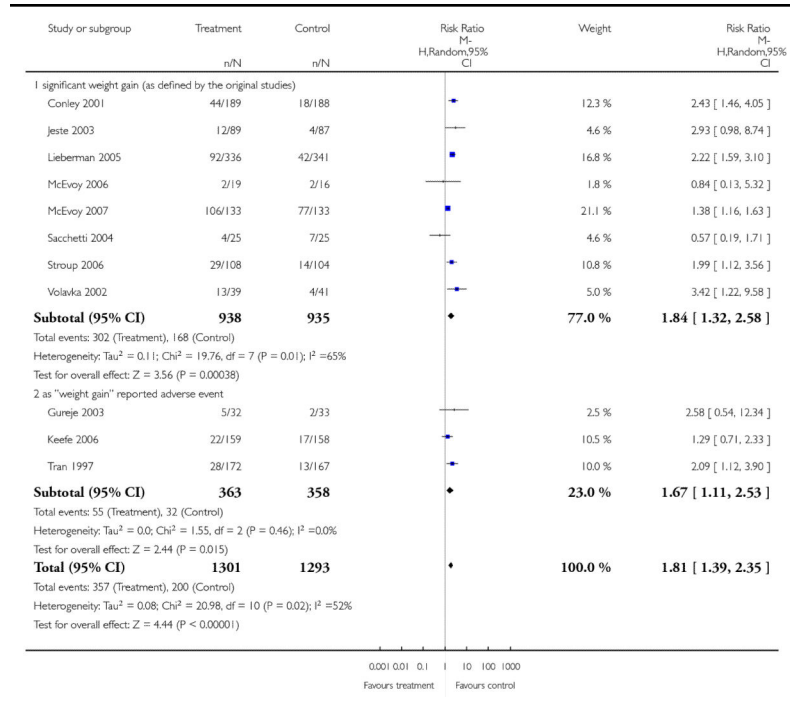 Study or subgroup Treatment Control Risk Ratio Weight Risk Ratio
M- M-
H,Random,95% H,Random,95%
n/N n/N CI CI
1 significant weight gain (as defined by the original studies)
Conley 2001 44/189 18/188 12.3 % 2.43 [ 1.46, 4.05 ]
Jeste 2003 12/89 4/87 4.6 % 2.93 [ 0.98, 8.74 ]
Lieberman 2005 92/336 42/341 16.8 % 2.22 [ 1.59, 3.10 ]
McEvoy 2006 2/19 2/16 1.8 % 0.84 [ 0.13, 5.32 ]
McEvoy 2007 106/133 77/133 21.1 % 1.38 [ 1.16, 1.63 ]
Sacchetti 2004 4/25 7/25 4.6 % 0.57 [ 0.19, 1.71 ]
Stroup 2006 29/108 14/104 10.8 % 1.99 [ 1.12, 3.56 ]
Volavka 2002 13/39 4/41 5.0 % 3.42 [ 1.22, 9.58 ]
Subtotal (95% CI) 938 935 77.0 % 1.84 [ 1.32, 2.58 ]
Total events: 302 (Treatment), 168 (Control)
Heterogeneity: Tau² = 0.11; Chi² = 19.76, df = 7 (P = 0.01); I² =65%
Test for overall effect: Z = 3.56 (P = 0.00038)
2 as "weight gain" reported adverse event
Gureje 2003 5/32 2/33 2.5 % 2.58 [ 0.54, 12.34 ]
Keefe 2006 22/159 17/158 10.5 % 1.29 [ 0.71, 2.33 ]
Tran 1997 28/172 13/167 10.0 % 2.09 [ 1.12, 3.90 ]
Subtotal (95% CI) 363 358 23.0 % 1.67 [ 1.11, 2.53 ]
Total events: 55 (Treatment), 32 (Control)
Heterogeneity: Tau² = 0.0; Chi² = 1.55, df = 2 (P = 0.46); I² =0.0%
Test for overall effect: Z = 2.44 (P = 0.015)
Total (95% CI) 1301 1293 100.0 % 1.81 [ 1.39, 2.35 ]
Total events: 357 (Treatment), 200 (Control)
Heterogeneity: Tau² = 0.08; Chi² = 20.98, df = 10 (P = 0.02); I² =52%
Test for overall effect: Z = 4.44 (P < 0.00001)
0.001 0.01 0.1 1 10 100 1000
Favours treatment Favours control